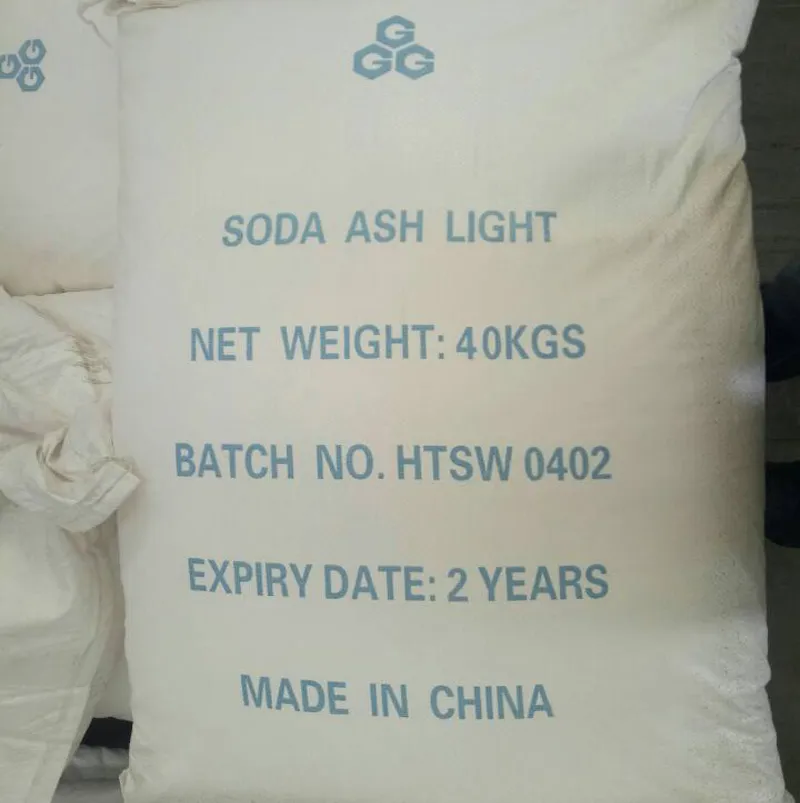 G
G G
SODA ASH LIGHT
NET WEIGHT: 40KGS
BATCH NO. HTSW 0402
EXPIRY DATE: 2 YEARS
MADE IN CHINA
G
G G